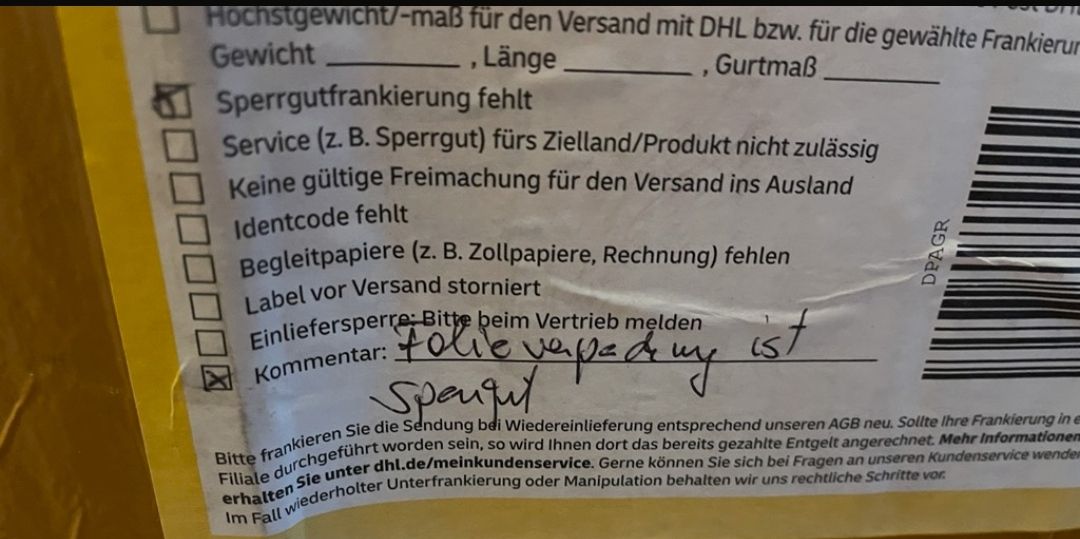 Höchstgewicht/-maß für den Versand mit DHL bzw. für die gewählte
Gewicht ________, Länge ________, Gurtmaß ________
Sperrgutfrankierung fehlt
Service (z. B. Sperrgut) fürs Zielland/Produkt nicht zulässig
Keine gültige Freimachung für den Versand ins Ausland
Identcode fehlt
Begleitpapiere (z. B. Zollpapiere, Rechnung) fehlen
Label vor Versand storniert
Einliefersperre: Bitte beim Vertrieb melden
Kommentar: Folieverpackung ist
Sperrgut
Bitte frankieren Sie die Sendung bei Wiedereinlieferung entsprechend unseren AGB neu. Sollte Ihre Frankierung in
Filiale durchgeführt worden sein, so wird Ihnen dort das bereits gezahlte Entgelt angerechnet. Mehr Informationen
erhalten Sie unter dhl.de/meinkundenservice. Gerne können Sie sich bei Fragen an unseren Kundenservice
Im Fall wiederholter Unterfrankierung oder Manipulation behalten wir uns rechtliche Schritte vor.
DPAGR